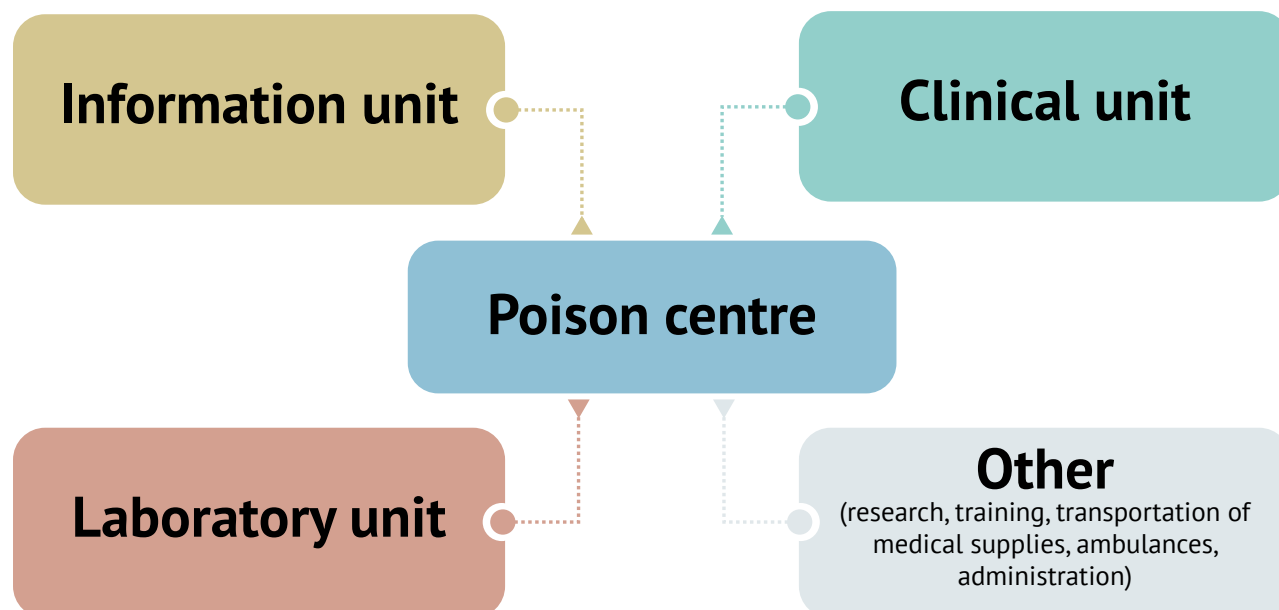 Information unit
Clinical unit
Poison centre
Laboratory unit
Other
(research, training, transportation of
medical supplies, ambulances,
administration)